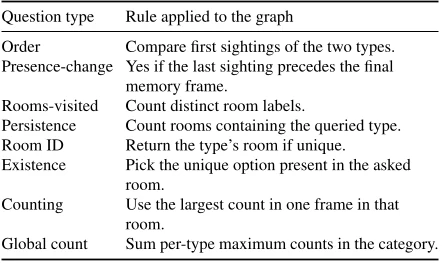 Question type Rule applied to the graph
Order Compare first sightings of the two types.
Presence-change Yes if the last sighting precedes the final
memory frame.
Rooms-visited Count distinct room labels.
Persistence Count rooms containing the queried type.
Room ID Return the type's room if unique.
Existence Pick the unique option present in the asked
room.
Counting Use the largest count in one frame in that
room.
Global count Sum per-type maximum counts in the category.